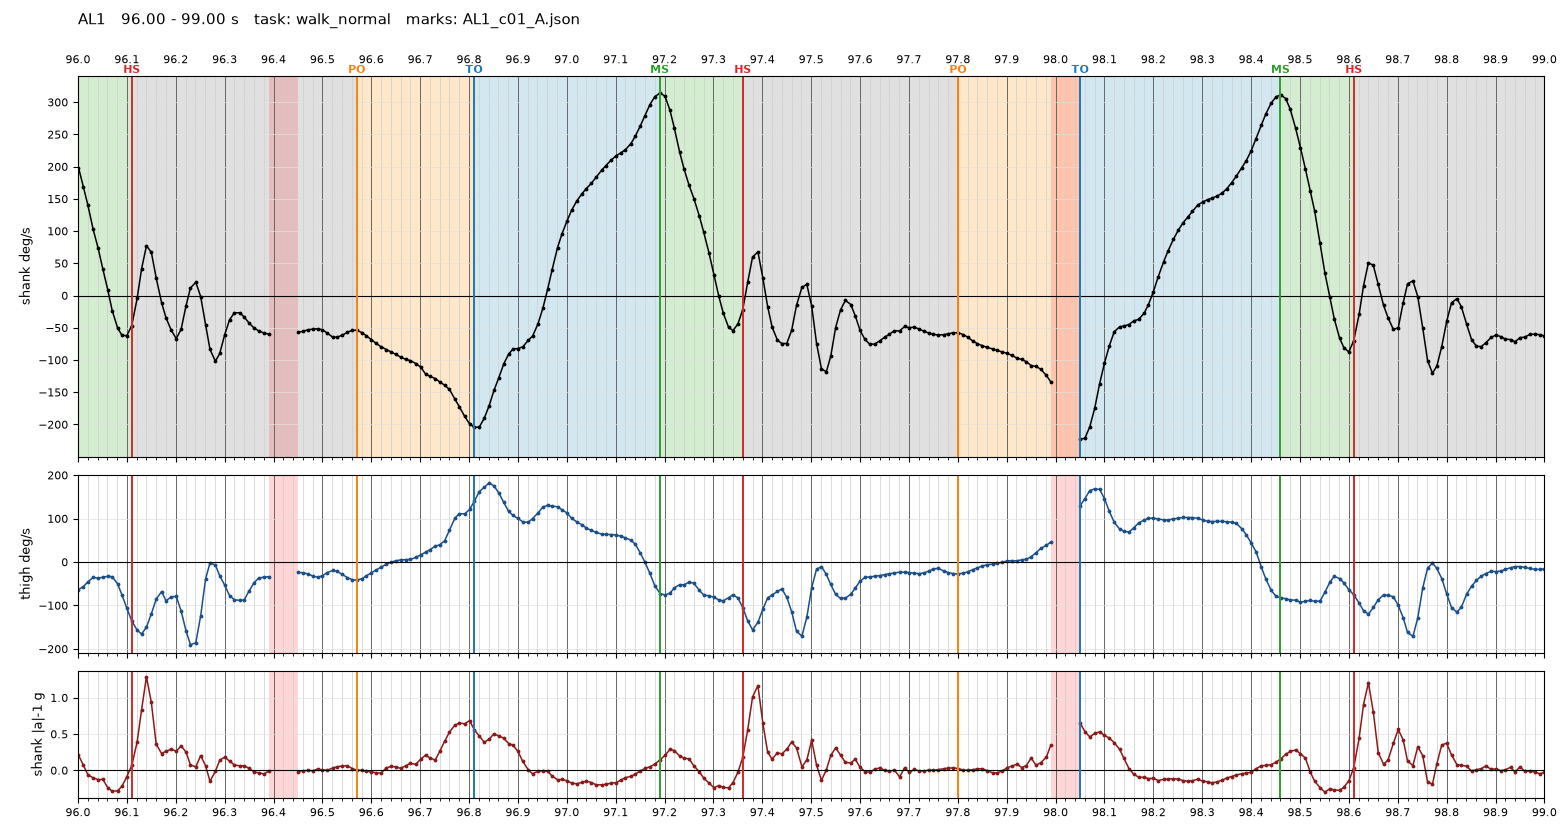 AL1   96.00 - 99.00 s   task: walk_normal   marks: AL1_c01_A.json
96.0 96.1 96.2 96.3 96.4 96.5 96.6 96.7 96.8 96.9 97.0 97.1 97.2 97.3 97.4 97.5 97.6 97.7 97.8 97.9 98.0 98.1 98.2 98.3 98.4 98.5 98.6 98.7 98.8 98.9 99.0
HS PO TO MS HS PO TO MS HS
shank deg/s
300
250
200
150
100
50
0
−50
−100
−150
−200
thigh deg/s
200
100
0
−100
−200
shank |a|-1 g
1.0
0.5
0.0
96.0 96.1 96.2 96.3 96.4 96.5 96.6 96.7 96.8 96.9 97.0 97.1 97.2 97.3 97.4 97.5 97.6 97.7 97.8 97.9 98.0 98.1 98.2 98.3 98.4 98.5 98.6 98.7 98.8 98.9 99.0